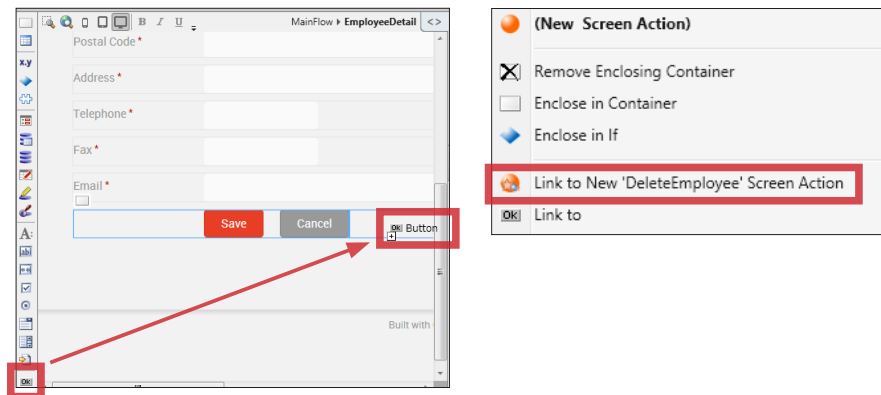 B I U MainFlow EmployeeDetail <>
Postal Code *
x.y
Address *
Telephone *
Fax *
Email *
Save Cancel
OK Button
A:
ab
Built with
OK
(New Screen Action)
Remove Enclosing Container
Enclose in Container
Enclose in If
Link to New 'DeleteEmployee' Screen Action
OK Link to